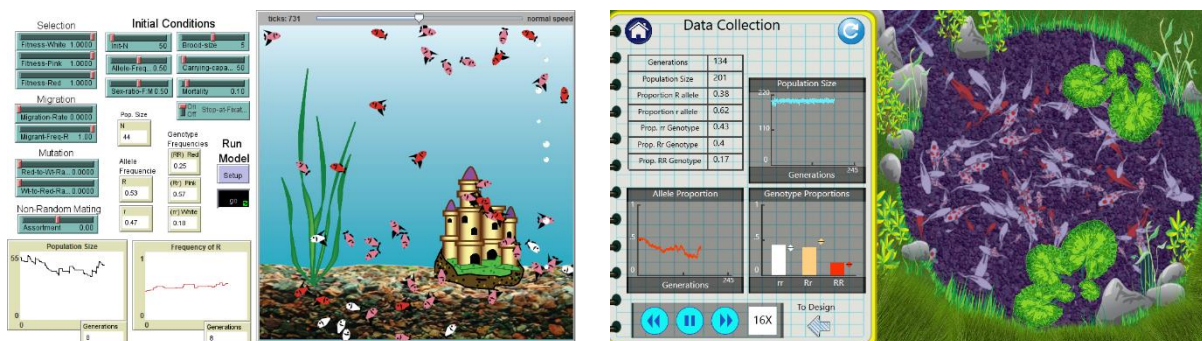 Selection
Fitness-White 1.0000
Fitness-Pink 1.0000
Fitness-Red 1.0000
Migration
Migration-Rate 0.0000
Migrant-Freq-R 1.00
Mutation
Red-to-Wt-Ra... 0.0000
Wt-to-Red-Ra... 0.0000
Non-Random Mating
Assortment 0.00
Initial Conditions
Init-N 50
Brood-size 5
Allele-Freq... 0.50
Carrying-capa... 50
Sex-ratio-F:M 0.50
Mortality 0.10
On
Off
Stop-at-Fixat...
Pop. Size
N
44
Allele
Frequencie
R
0.53
r
0.47
Genotype
Frequencies
(RR) Red
0.25
(Rr) Pink
0.57
(rr) White
0.18
Run
Model
Setup
go
Population Size
55
0
0
Generations
8
Frequency of R
1
0
0
Generations
8
ticks: 731
normal speed
Data Collection
Generations 134
Population Size 201
Proportion R allele 0.38
Proportion r allele 0.62
Prop. rr Genotype 0.43
Prop. Rr Genotype 0.4
Prop. RR Genotype 0.17
Population Size
220
110
0
245
Generations
Allele Proportion
1
.5
0
245
Generations
Genotype Proportions
1
.5
0
rr Rr RR
16X
To Design